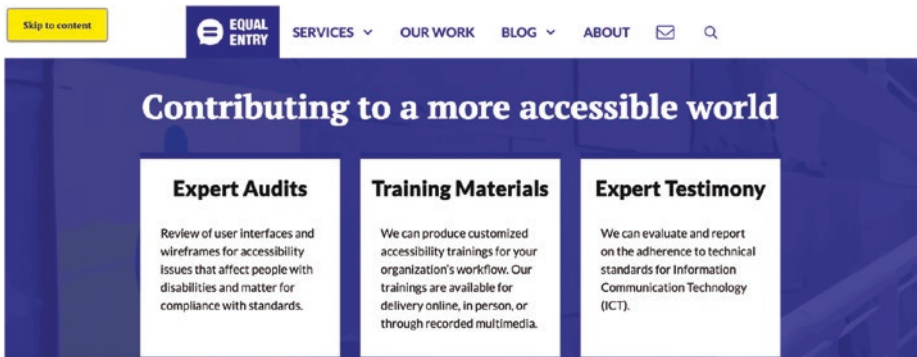 Skip to content
EQUAL
ENTRY
SERVICES
OUR WORK
BLOG
ABOUT
Contributing to a more accessible world
Expert Audits
Review of user interfaces and
wireframes for accessibility
issues that affect people with
disabilities and matter for
compliance with standards.
Training Materials
We can produce customized
accessibility trainings for your
organization's workflow. Our
trainings are available for
delivery online, in person, or
through recorded multimedia.
Expert Testimony
We can evaluate and report
on the adherence to technical
standards for Information
Communication Technology
(ICT).